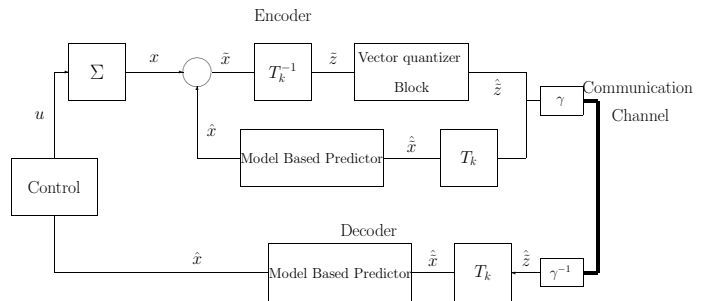 Encoder
Σ
x
x̃
T_k^{-1}
z̃
Vector quantizer
Block
ẑ̃
γ
Communication
Channel
u
x̂
Model Based Predictor
x̂̃
T_k
Control
Decoder
x̂
Model Based Predictor
x̂̃
T_k
ẑ̃
γ^{-1}